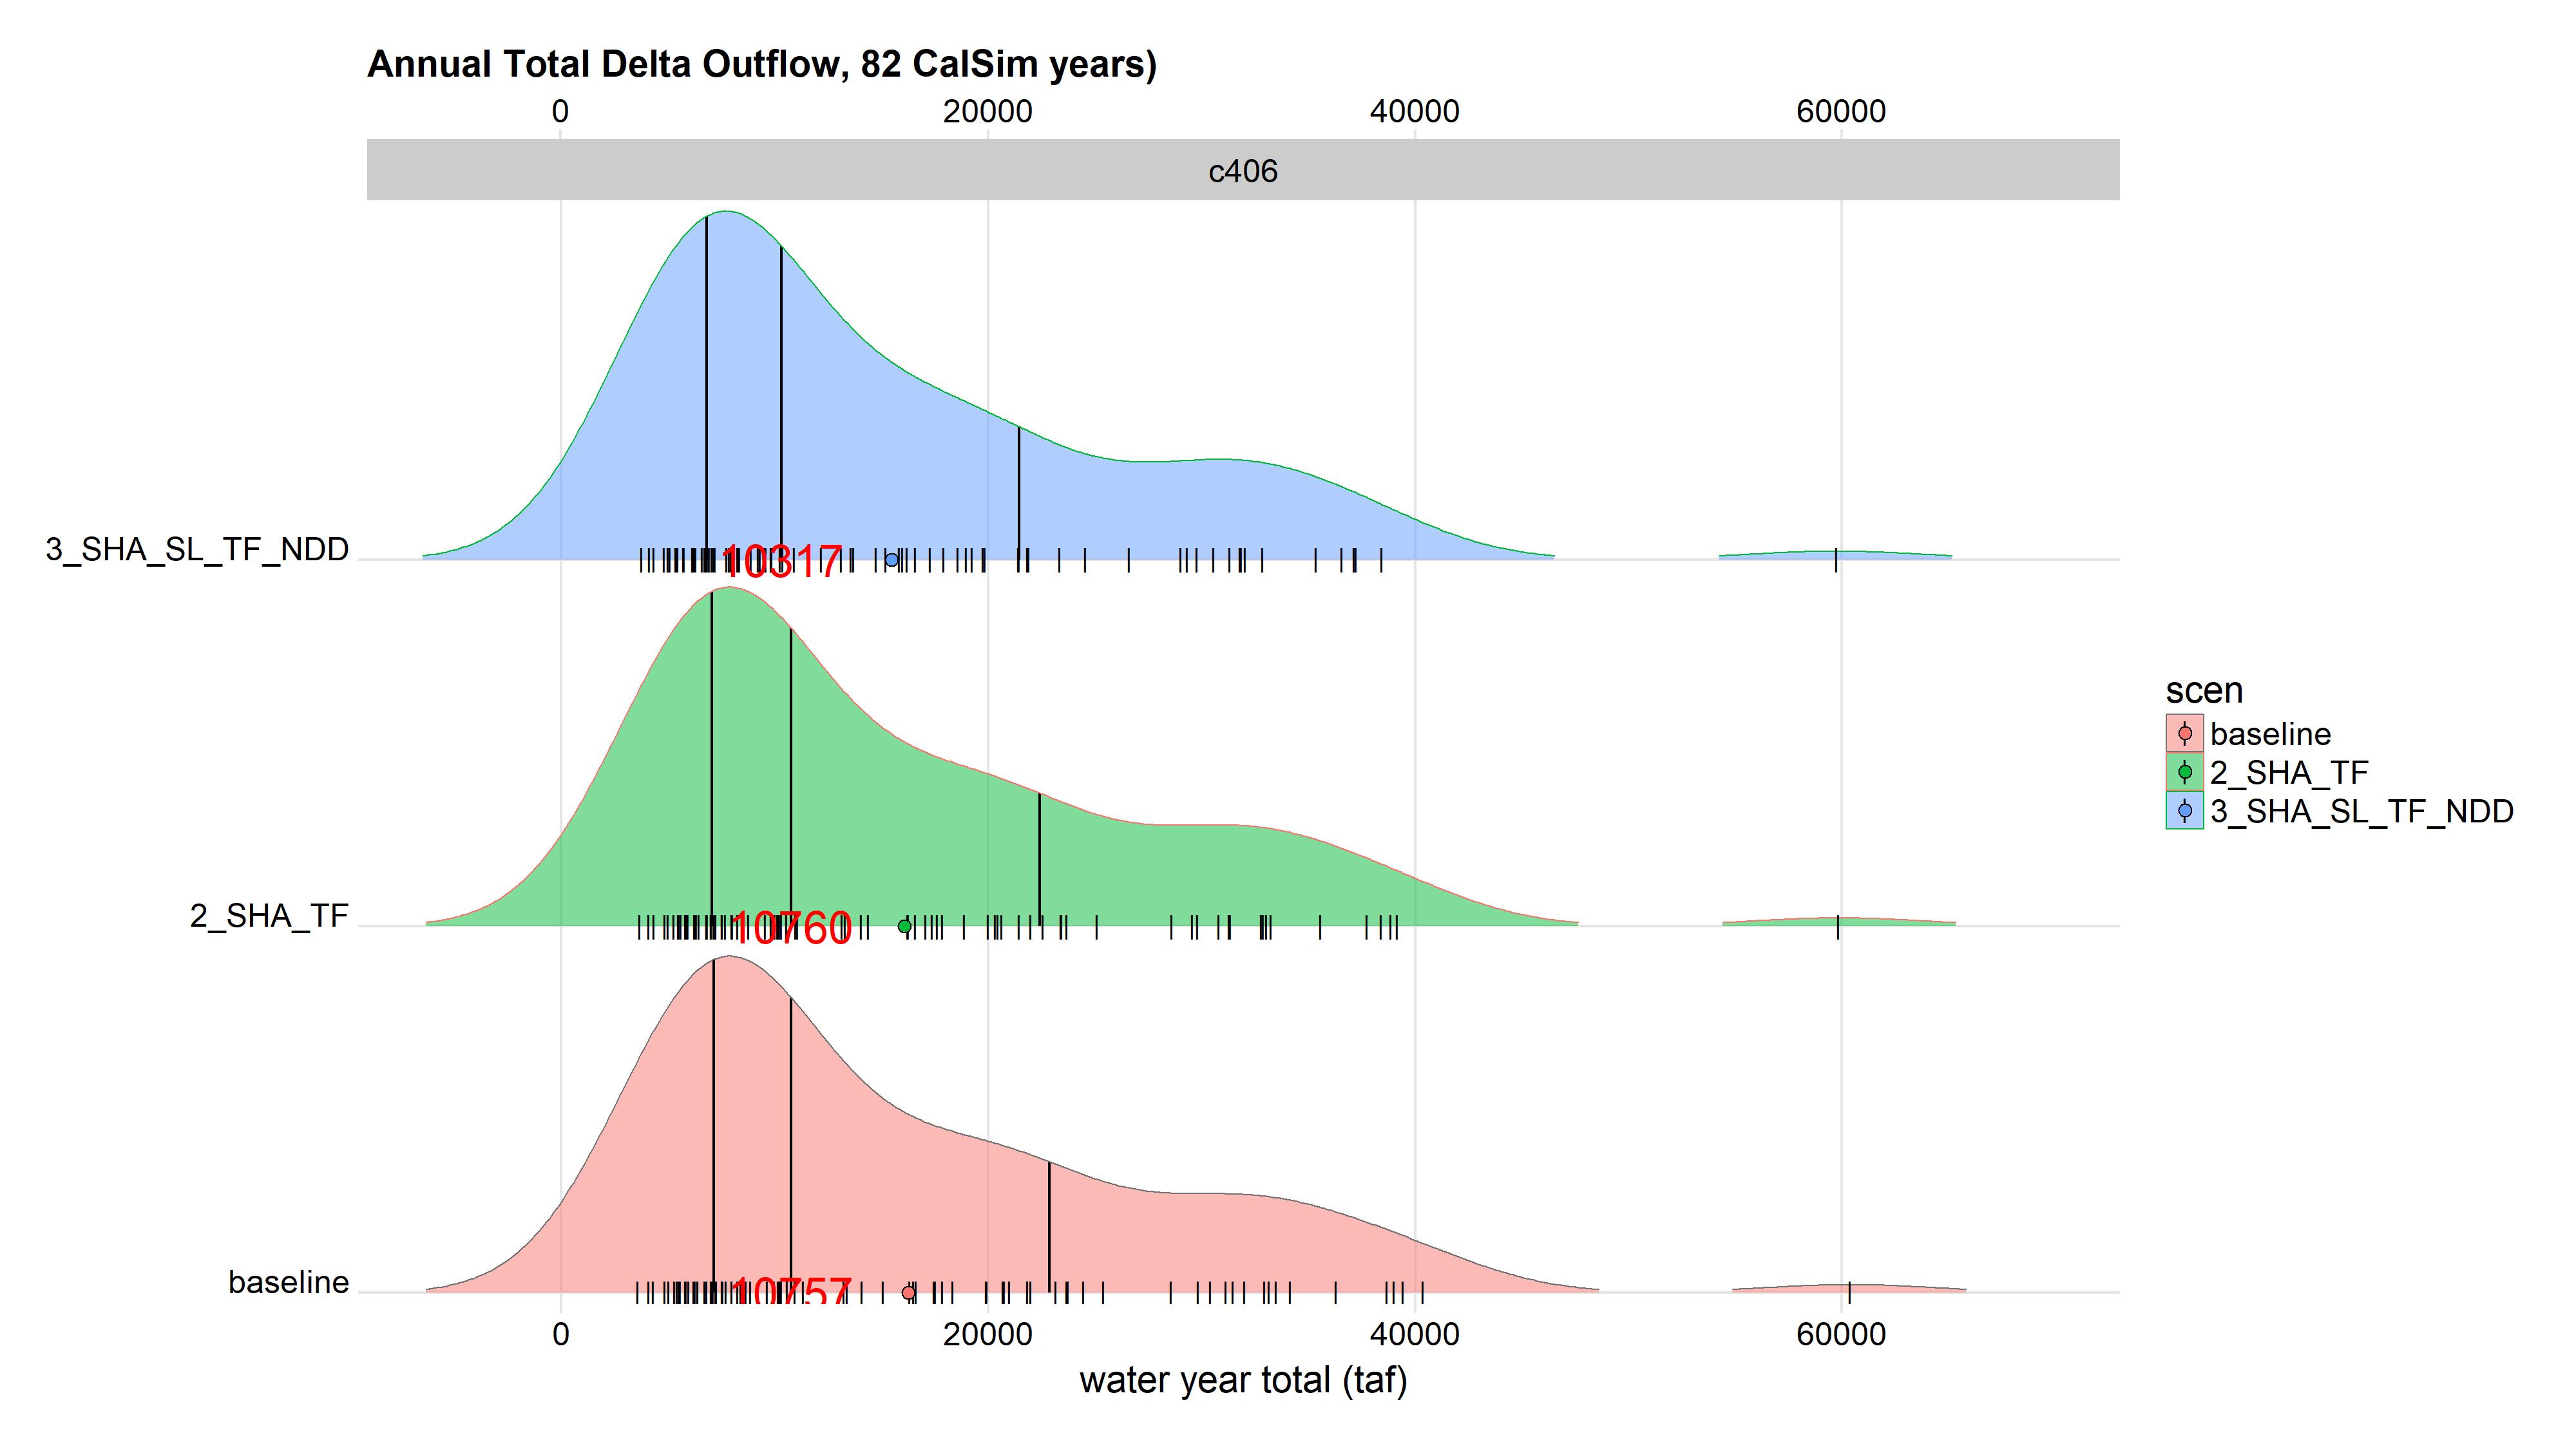 Annual Total Delta Outflow, 82 CalSim years)
0 20000 40000 60000
c406
3_SHA_SL_TF_NDD
10317
2_SHA_TF
10760
baseline
10757
0 20000 40000 60000
water year total (taf)
scen
baseline
2_SHA_TF
3_SHA_SL_TF_NDD